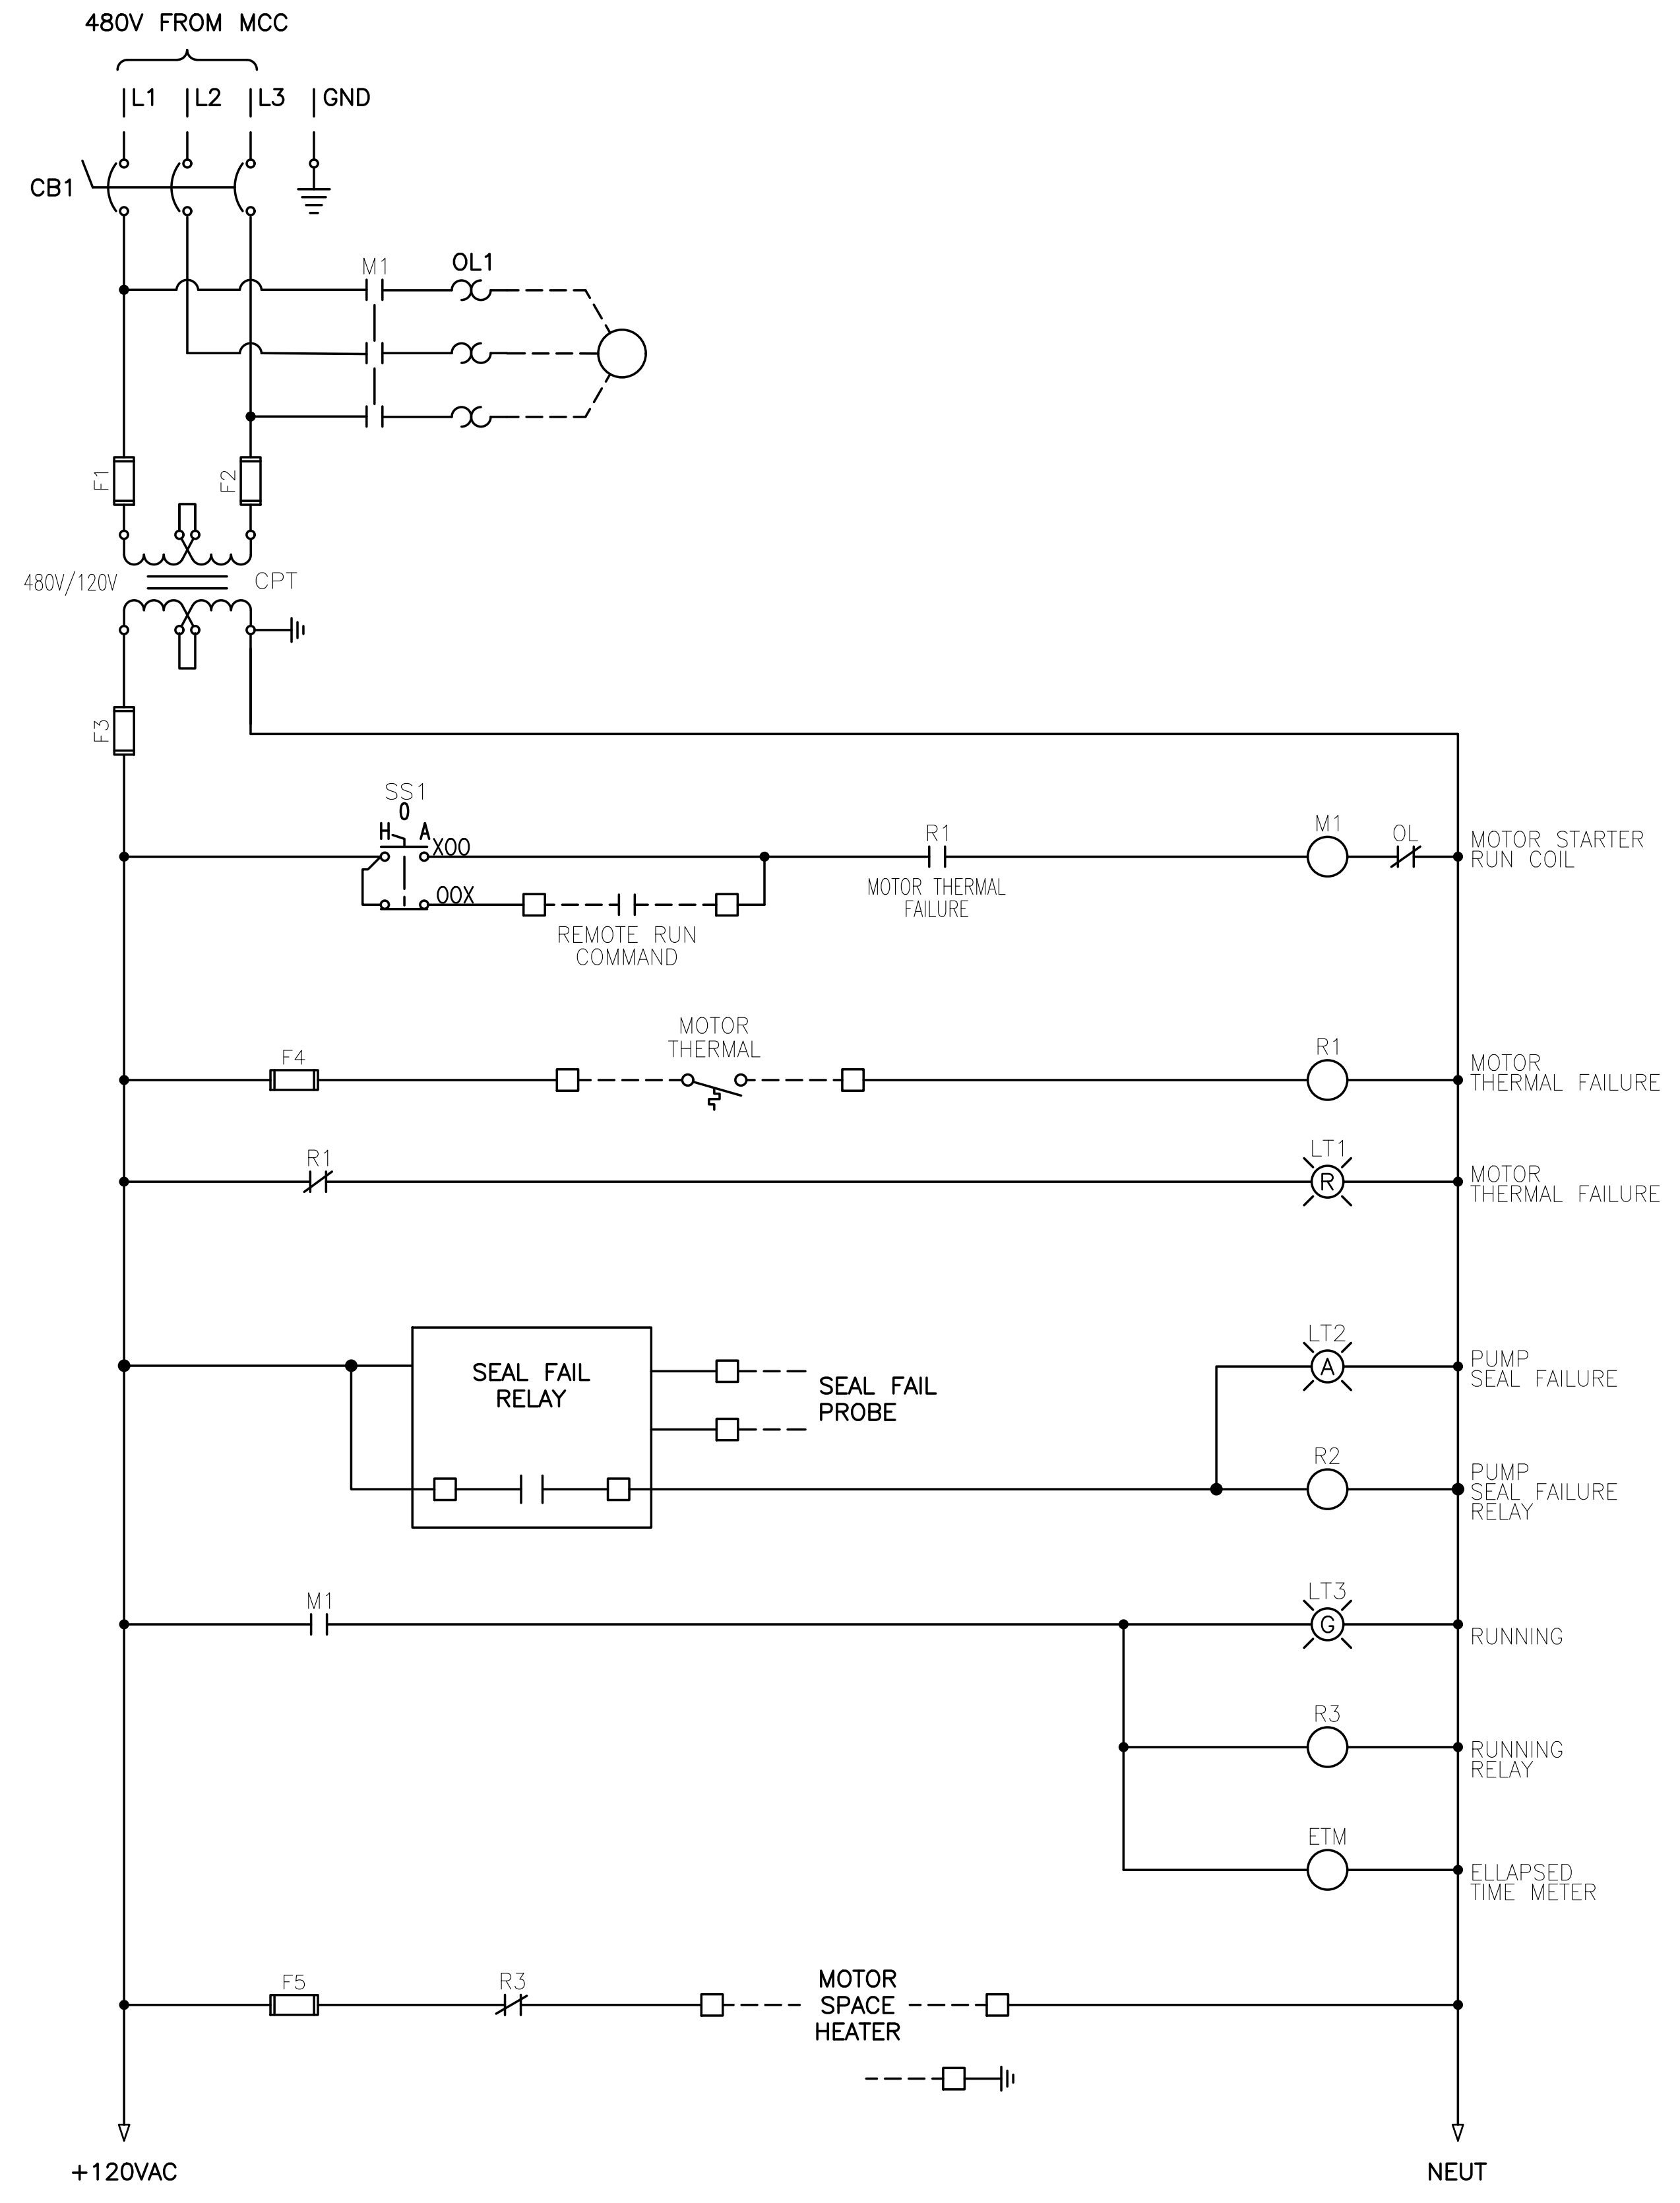 480V FROM MCC
L1 L2 L3 GND
CB1
M1 OL1
F1 F2
480V/120V CPT
F3
SS1
0
H A
X00
00X
REMOTE RUN
COMMAND
R1
MOTOR THERMAL
FAILURE
M1
OL
MOTOR STARTER
RUN COIL
F4
MOTOR
THERMAL
R1
MOTOR
THERMAL FAILURE
R1
LT1
R
MOTOR
THERMAL FAILURE
SEAL FAIL
RELAY
SEAL FAIL
PROBE
LT2
A
PUMP
SEAL FAILURE
R2
PUMP
SEAL FAILURE
RELAY
M1
LT3
G
RUNNING
R3
RUNNING
RELAY
ETM
ELLAPSED
TIME METER
F5
R3
MOTOR
SPACE
HEATER
+120VAC
NEUT